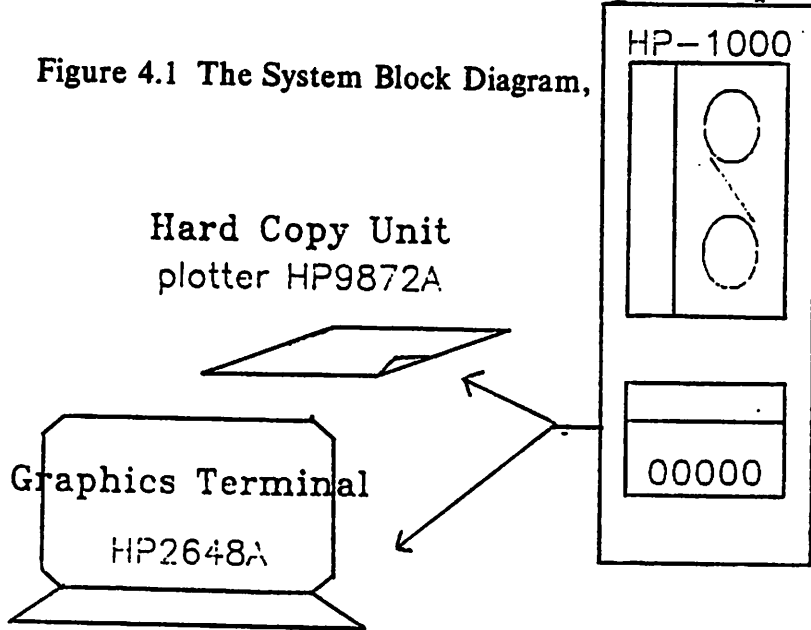 HP-1000
Figure 4.1 The System Block Diagram,
Hard Copy Unit
plotter HP9872A
00000
Graphics Terminal
HP2648A